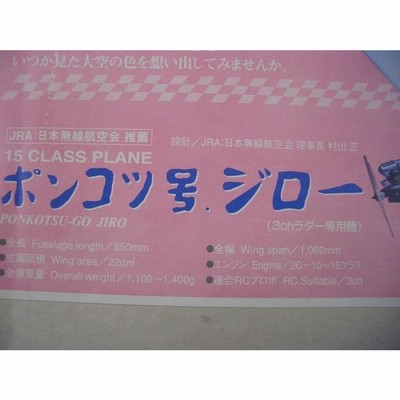 いつか見た大空の色を想い出してみませんか。
JRA:日本無線航空会 推薦
設計／JRA:日本無線航空会 理事長 村山 正
15 CLASS PLANE
ポンコツ号.ジロー
PONKOTSU-GO JIRO
(3chラダー専用機)
●全長 Fuselage length／850mm
●全幅 Wing span／1,060mm
●主翼面積 Wing area／22d㎡
●エンジン Engine／2C－10～15クラス
●全備重量 Overall weight／1,100～1,400g
●適合RCプロポ RC Suitable／3ch